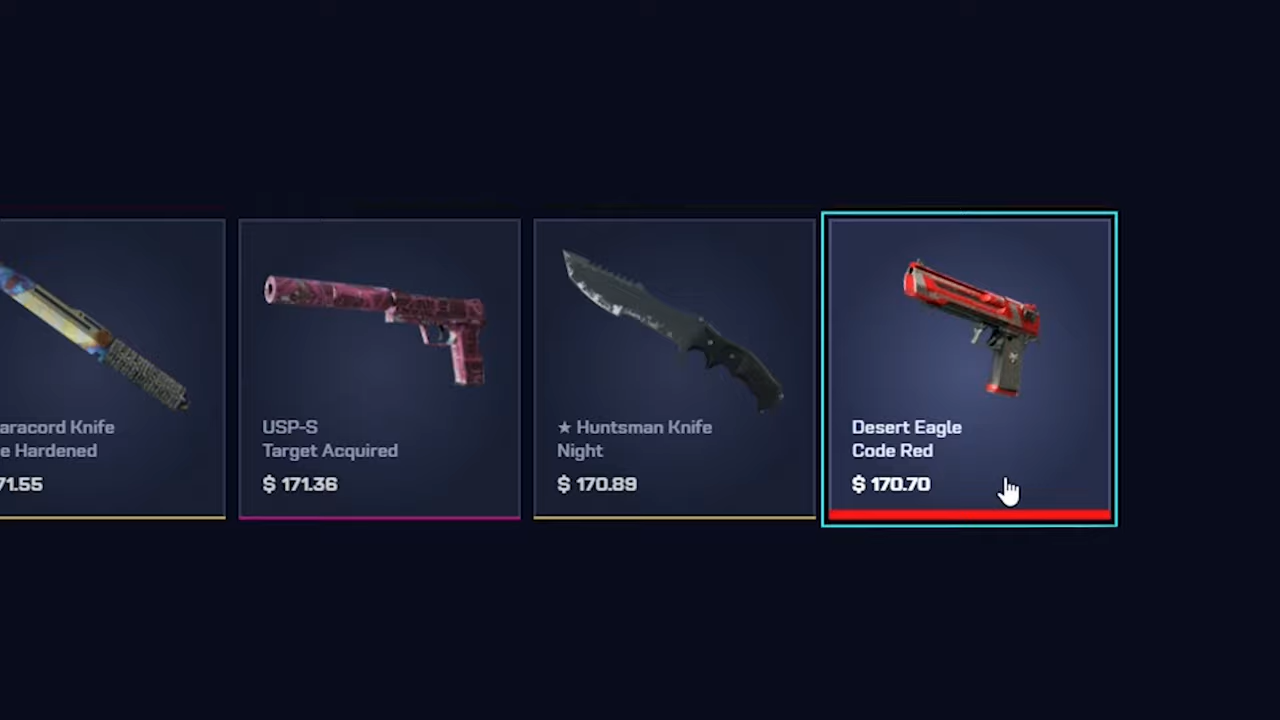 aracord Knife
e Hardened
71.55
USP-S
Target Acquired
$ 171.36
★ Huntsman Knife
Night
$ 170.89
Desert Eagle
Code Red
$ 170.70